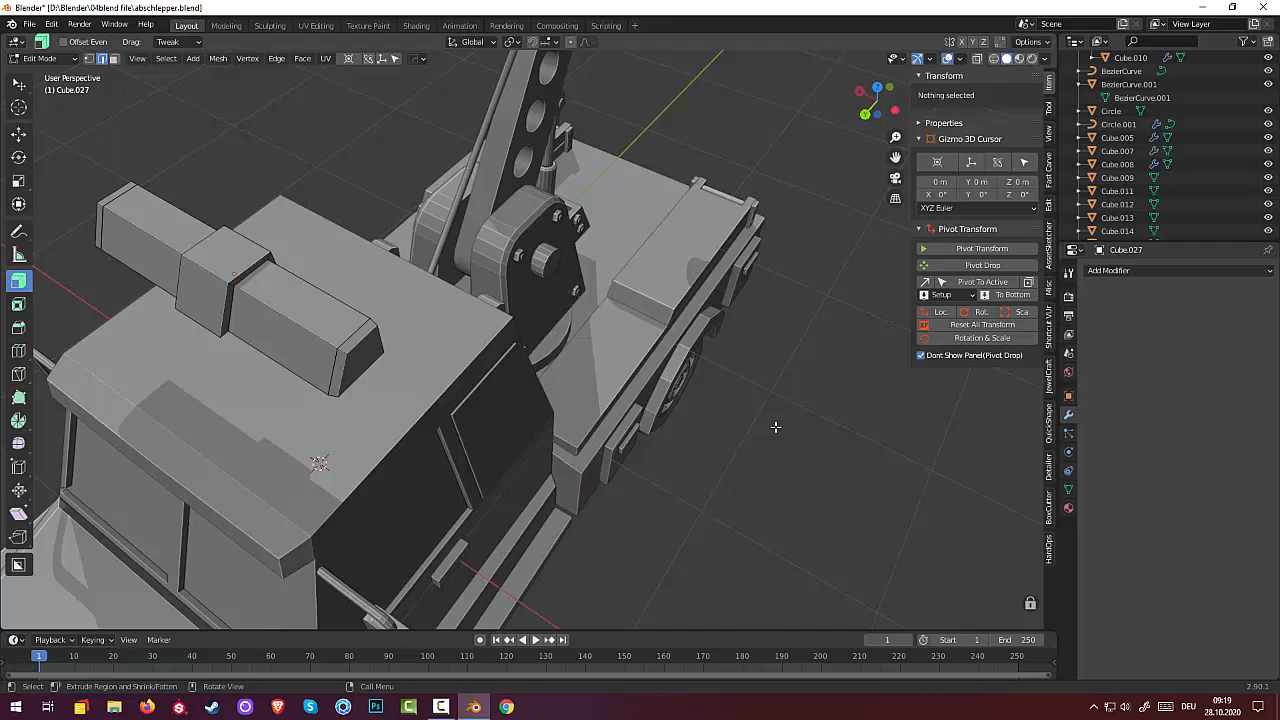 Blender* [D:\Blender\04blend file\abschlepper.blend]
File Edit Render Window Help Layout Modeling Sculpting UV Editing Texture Paint Shading Animation Rendering Compositing Scripting + Scene View Layer
Offset Even Drag: Tweak Global X Y Z Options
Edit Mode View Select Add Mesh Vertex Edge Face UV
User Perspective
(1) Cube.027
Transform
Nothing selected
Properties
Gizmo 3D Cursor
0 m Y 0 m Z 0 m
X 0° Y 0° Z 0°
XYZ Euler
Pivot Transform
Pivot Transform
Pivot Drop
Pivot To Active
Setup To Bottom
Loc. Rot. Sca.
Reset All Transform
Rotation & Scale
Dont Show Panel(Pivot Drop)
Item
Tool
View
Fast Carve
Edit
AssetSketcher
Misc
Shortcut VUr
JewelCraft
QuickShape
Detailer
BoxCutter
HardOps
Cube.010
BezierCurve
BezierCurve.001
BezierCurve.001
Circle
Circle.001
Cube.005
Cube.007
Cube.008
Cube.009
Cube.011
Cube.012
Cube.013
Cube.014
Cube.027
Add Modifier
Playback Keying View Marker 1 Start 1 End 250
1 10 20 30 40 50 60 70 80 90 100 110 120 130 140 150 160 170 180 190 200 210 220 230 240 250
Select Extrude Region and Shrink/Fatten Rotate View Call Menu 2.90.1
DEU
09:19
28.10.2020